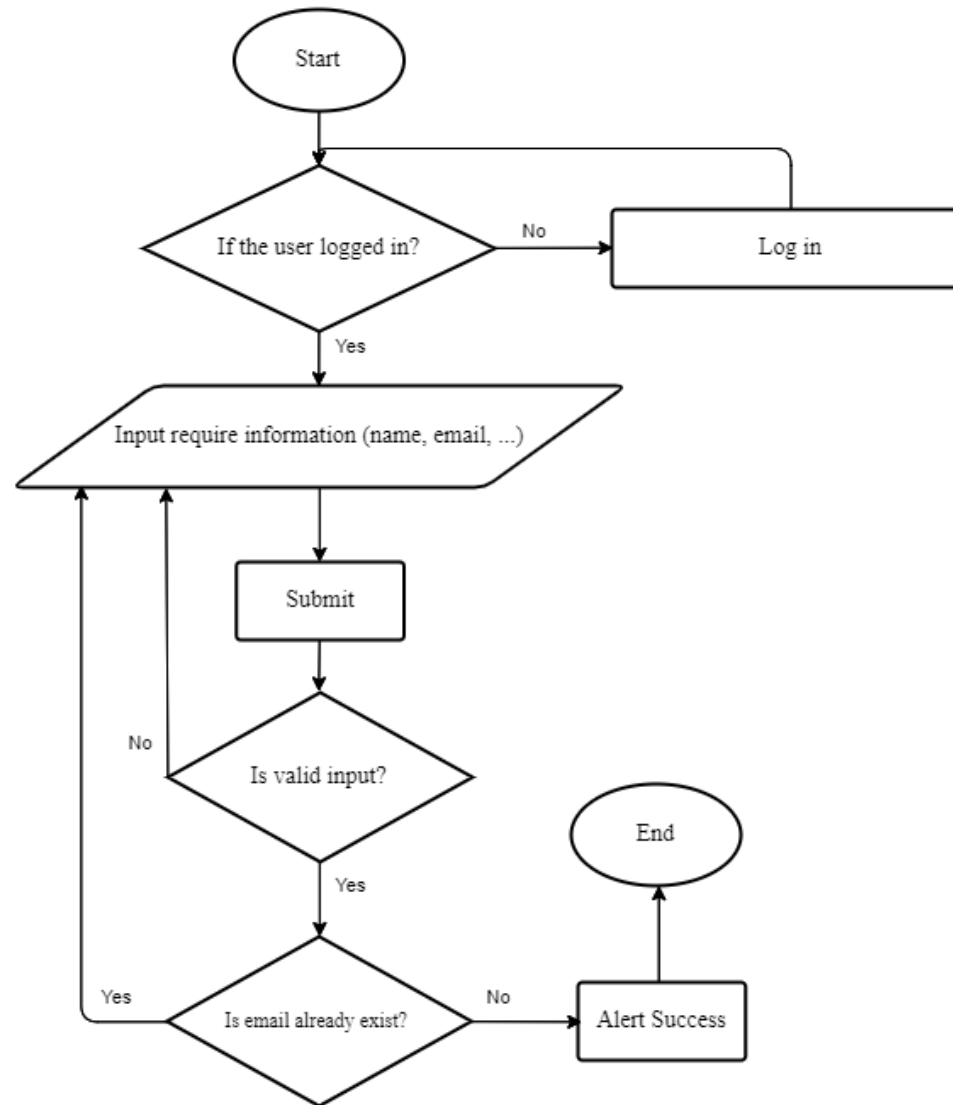 Start
If the user logged in?
No
Log in
Yes
Input require information (name, email, ...)
Submit
Is valid input?
No
Yes
Is email already exist?
Yes
No
Alert Success
End